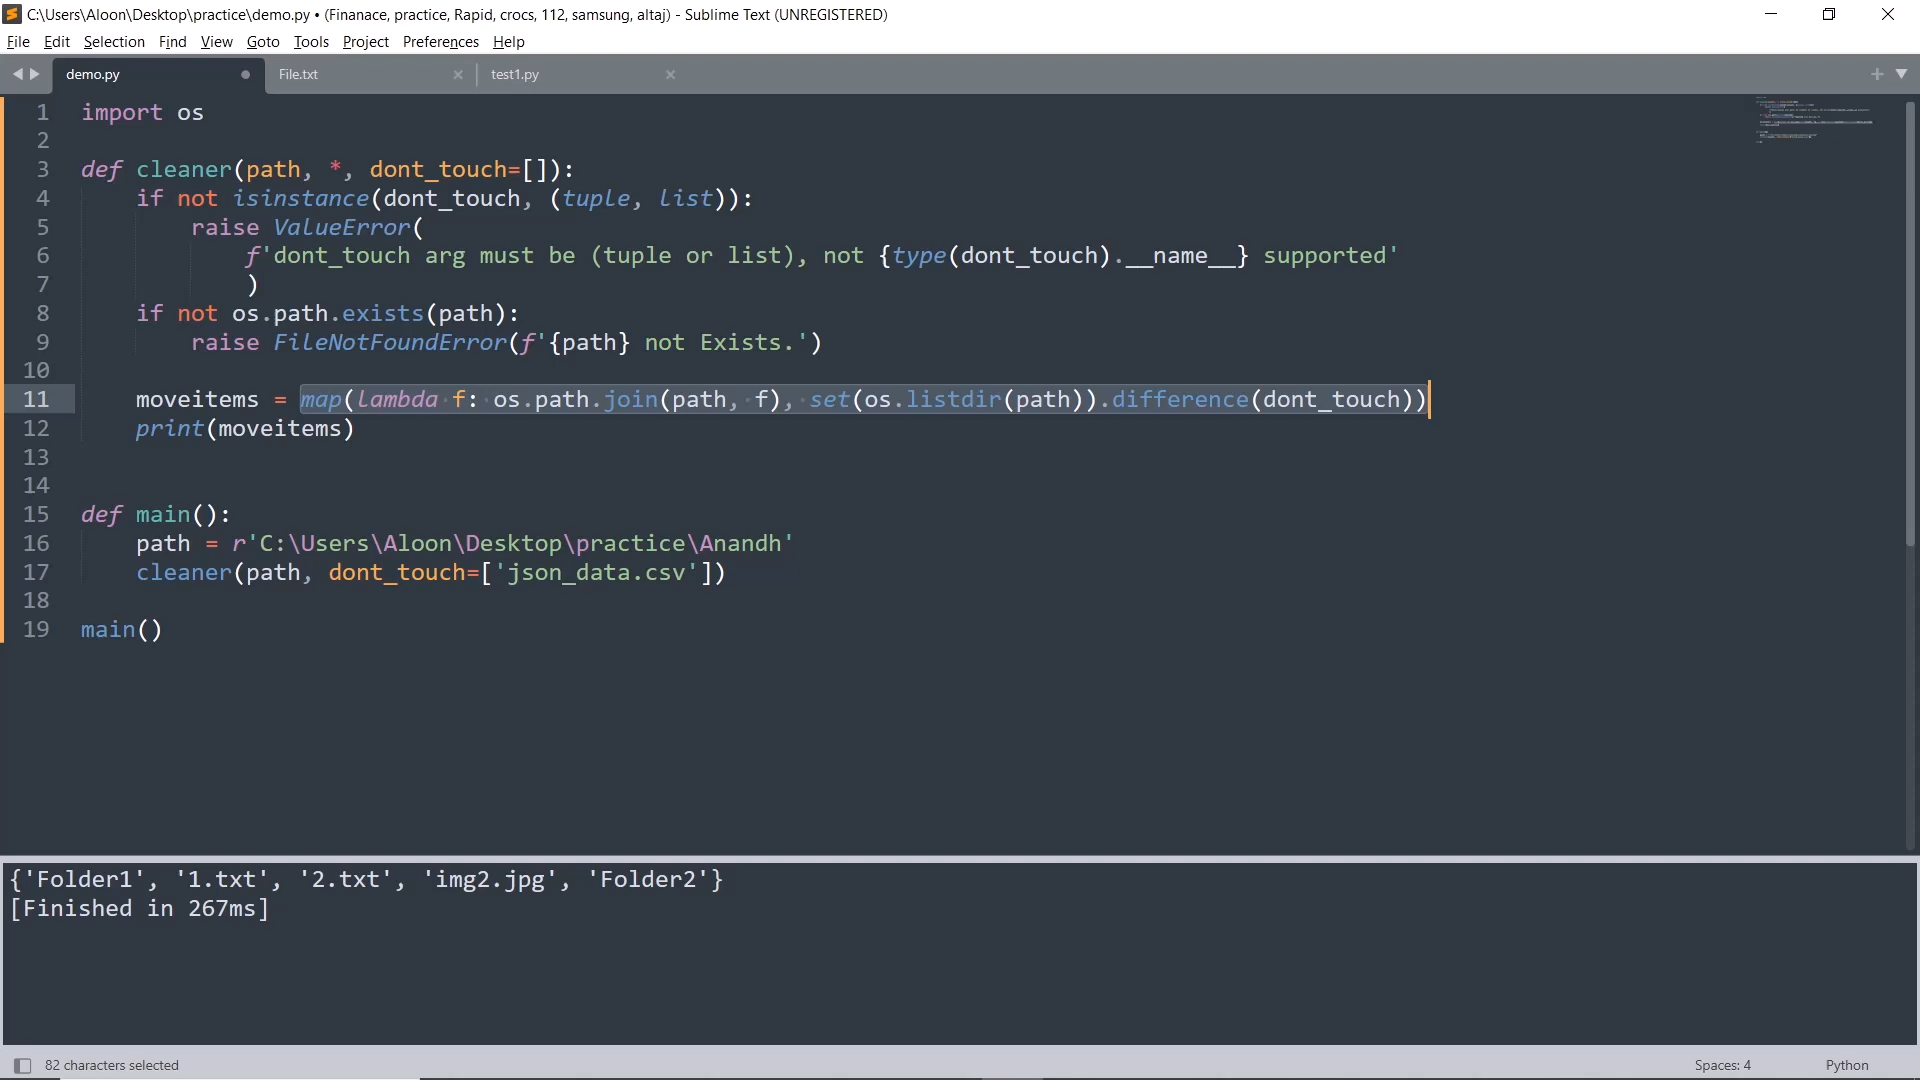 C:\Users\Aloon\Desktop\practice\demo.py • (Finanace, practice, Rapid, crocs, 112, samsung, altaj) - Sublime Text (UNREGISTERED)
File Edit Selection Find View Goto Tools Project Preferences Help
demo.py File.txt test1.py
1 import os
2
3 def cleaner(path, *, dont_touch=[]):
4     if not isinstance(dont_touch, (tuple, list)):
5         raise ValueError(
6             f'dont_touch arg must be (tuple or list), not {type(dont_touch).__name__} supported'
7             )
8     if not os.path.exists(path):
9         raise FileNotFoundError(f'{path} not Exists.')
10
11     moveitems = map(lambda f: os.path.join(path, f), set(os.listdir(path)).difference(dont_touch))
12     print(moveitems)
13
14
15 def main():
16     path = r'C:\Users\Aloon\Desktop\practice\Anandh'
17     cleaner(path, dont_touch=['json_data.csv'])
18
19 main()
{'Folder1', '1.txt', '2.txt', 'img2.jpg', 'Folder2'}
[Finished in 267ms]
82 characters selected Spaces: 4 Python